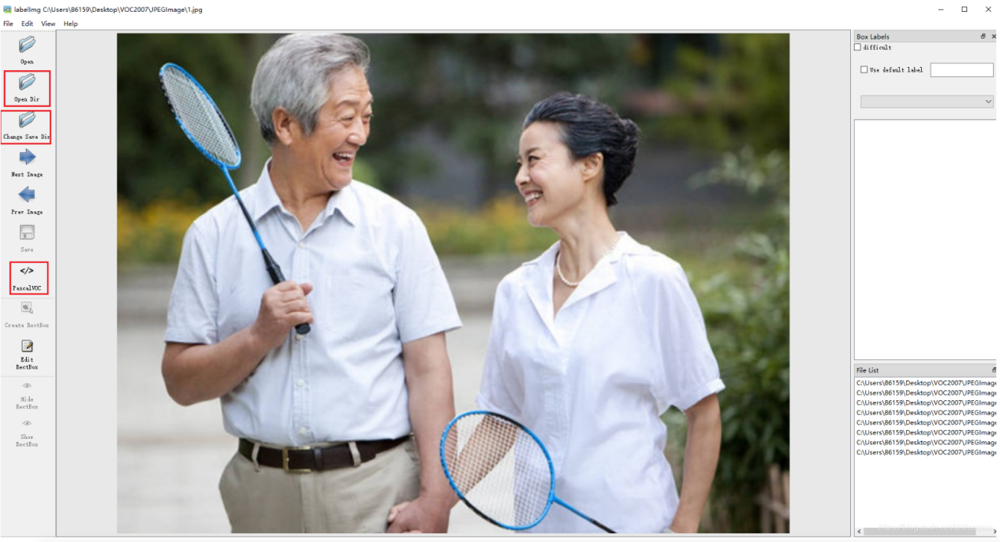 labelImg C:\Users\86159\Desktop\VOC2007\JPEGImage\1.jpg
File Edit View Help
Open
Open Dir
Change Save Dir
Next Image
Prev Image
Save
</>
PascalVOC
Create RectBox
Edit
RectBox
Hide
RectBox
Show
RectBox
Box Labels
difficult
Use default label
File List
C:\Users\86159\Desktop\VOC2007\JPEGImage
C:\Users\86159\Desktop\VOC2007\JPEGImage
C:\Users\86159\Desktop\VOC2007\JPEGImage
C:\Users\86159\Desktop\VOC2007\JPEGImage
C:\Users\86159\Desktop\VOC2007\JPEGImage
C:\Users\86159\Desktop\VOC2007\JPEGImage
C:\Users\86159\Desktop\VOC2007\JPEGImage
C:\Users\86159\Desktop\VOC2007\JPEGImage